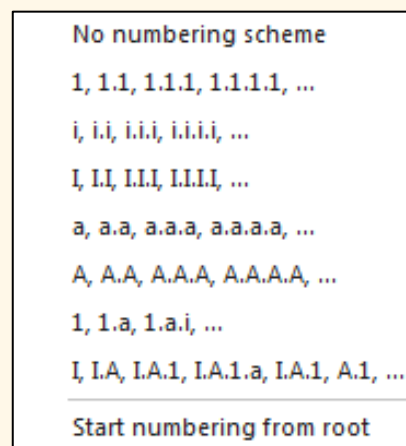 No numbering scheme
1, 1.1, 1.1.1, 1.1.1.1, ...
i, i.i, i.i.i, i.i.i.i, ...
I, I.I, I.I.I, I.I.I.I, ...
a, a.a, a.a.a, a.a.a.a, ...
A, A.A, A.A.A, A.A.A.A, ...
1, 1.a, 1.a.i, ...
I, I.A, I.A.1, I.A.1.a, I.A.1, A.1, ...
Start numbering from root